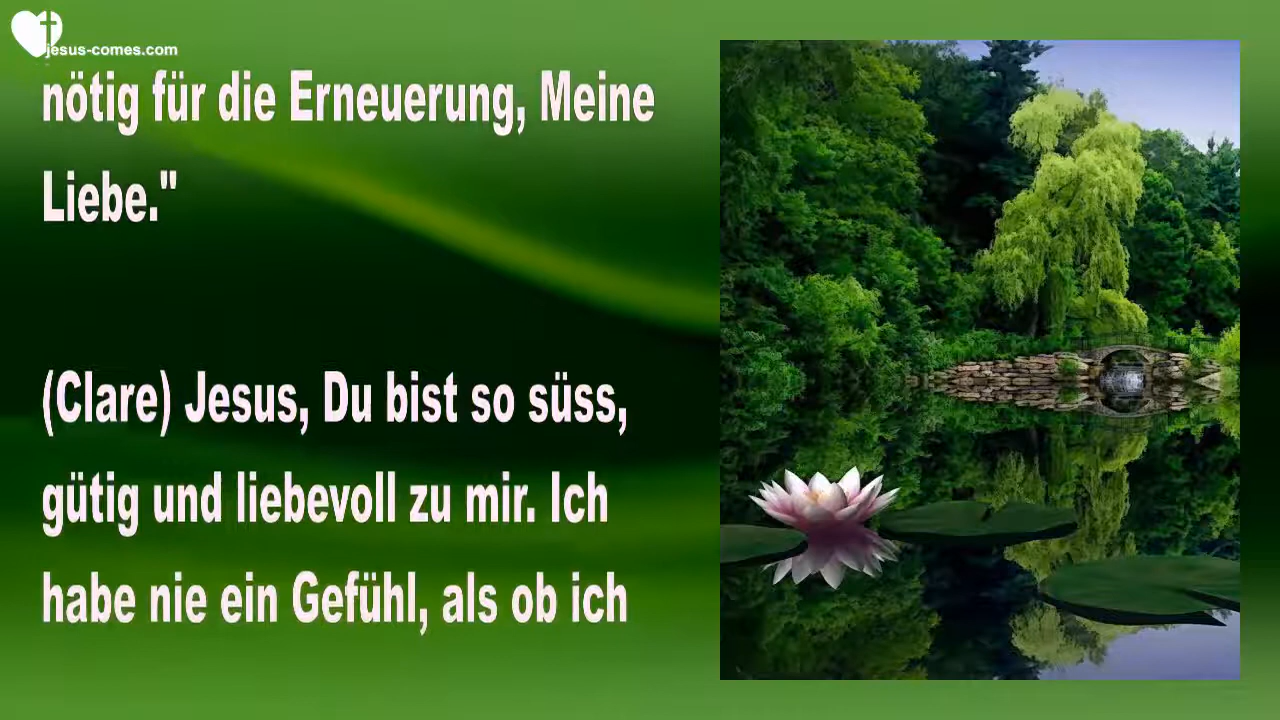 jesus-comes.com
nötig für die Erneuerung, Meine
Liebe."
(Clare) Jesus, Du bist so süss,
gütig und liebevoll zu mir. Ich
habe nie ein Gefühl, als ob ich